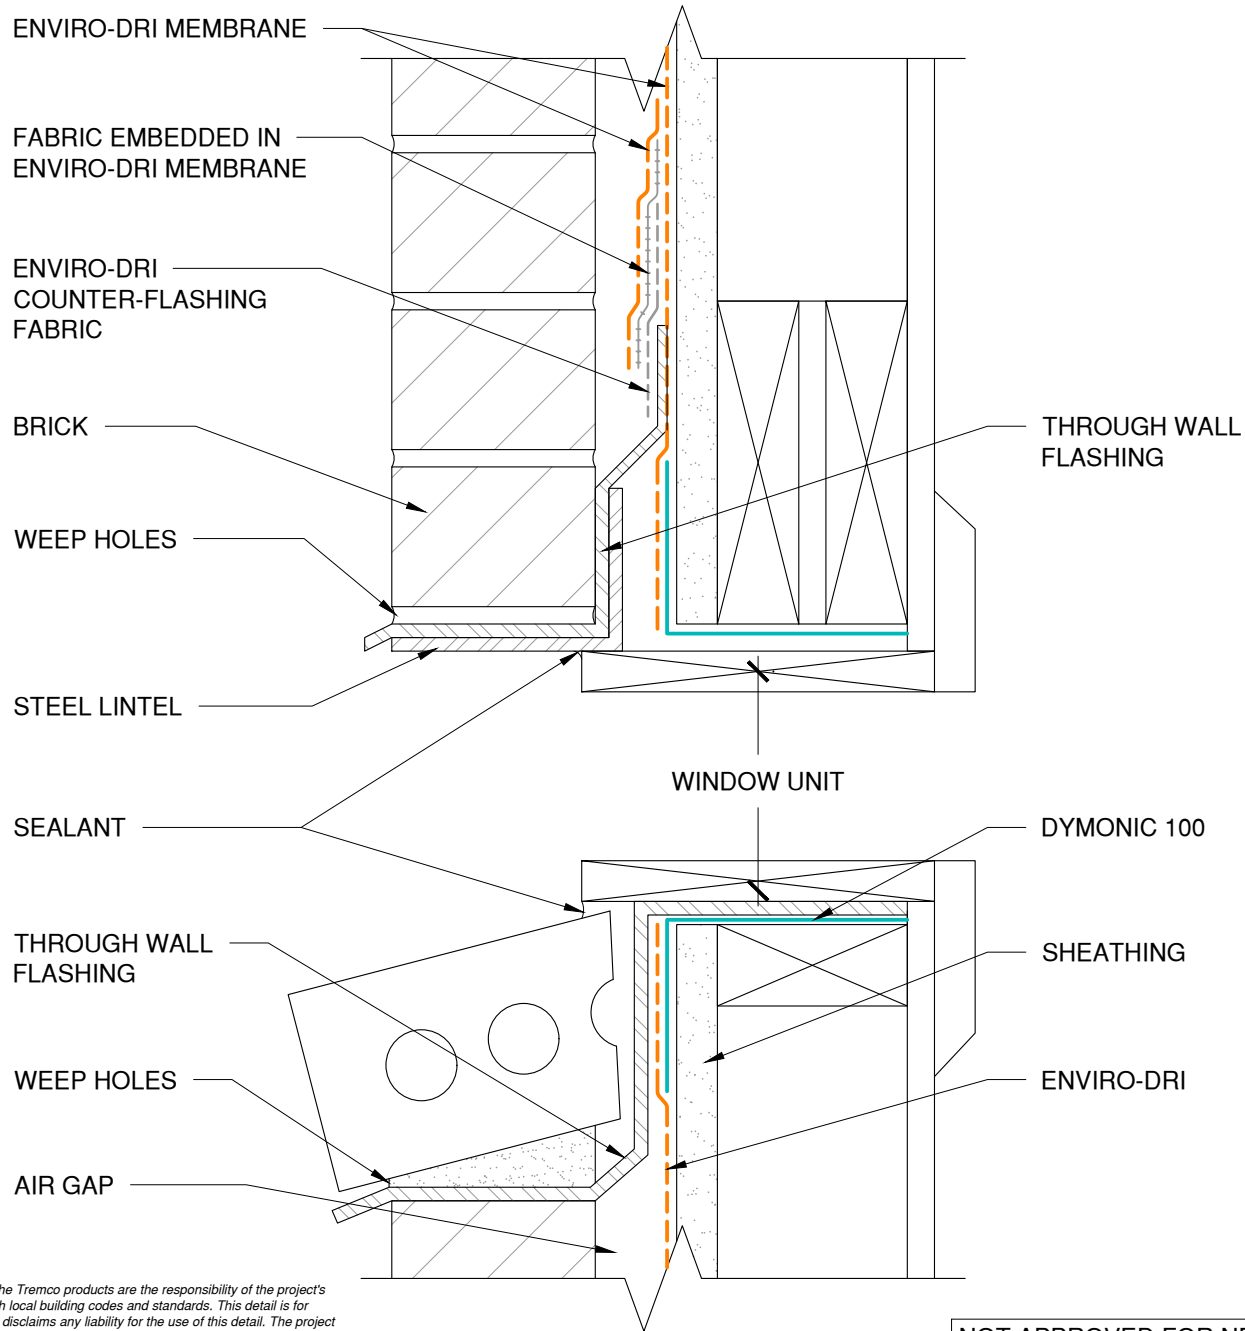 ENVIRO-DRI MEMBRANE
FABRIC EMBEDDED IN
ENVIRO-DRI MEMBRANE
ENVIRO-DRI
COUNTER-FLASHING
FABRIC
BRICK
THROUGH WALL
FLASHING
WEEP HOLES
STEEL LINTEL
WINDOW UNIT
SEALANT
DYMONIC 100
THROUGH WALL
FLASHING
SHEATHING
WEEP HOLES
ENVIRO-DRI
AIR GAP
he Tremco products are the responsibility of the project's
h local building codes and standards. This detail is for
disclaims any liability for the use of this detail. The project
NOT APPROVED FOR